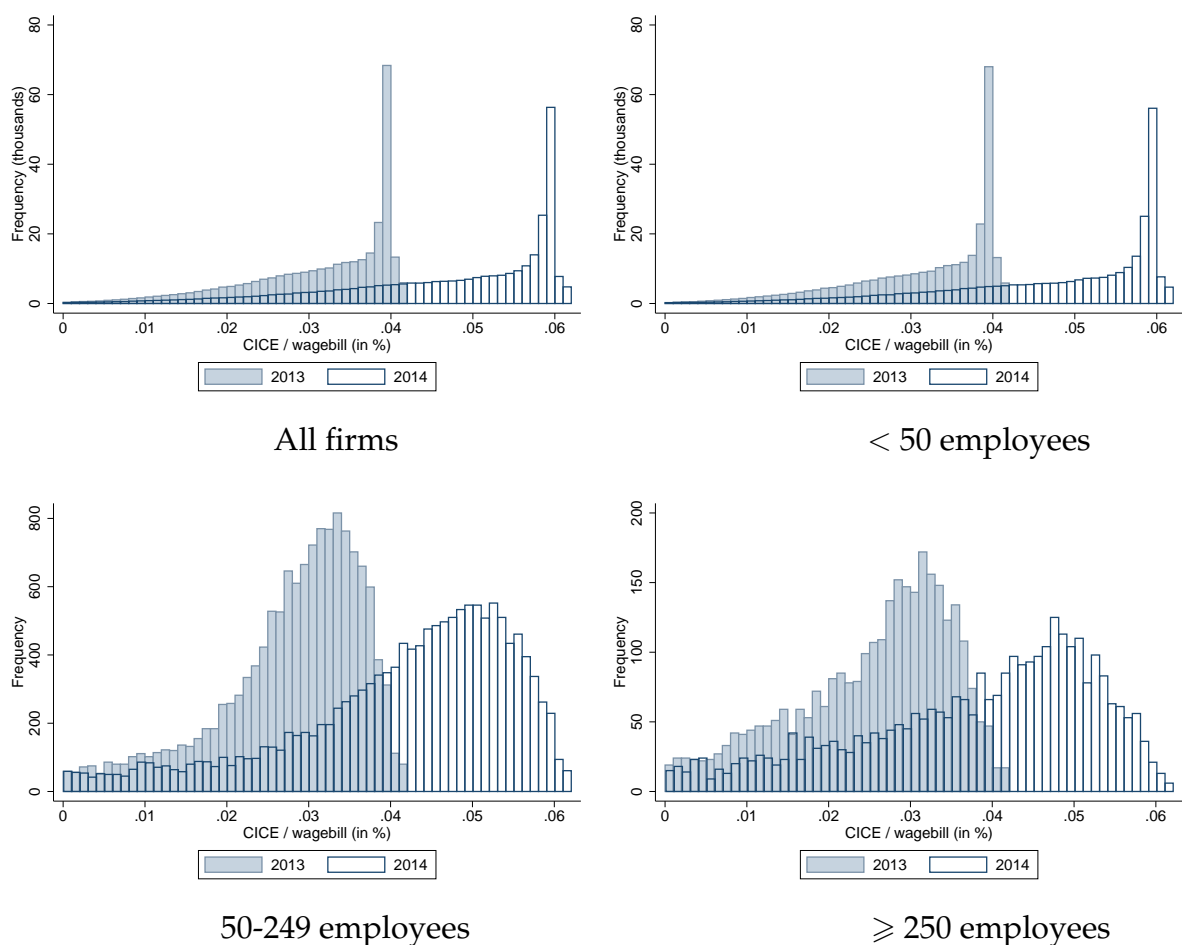 80
60
40
20
0
Frequency (thousands)
0 .01 .02 .03 .04 .05 .06
CICE / wagebill (in %)
2013 2014
All firms
80
60
40
20
0
Frequency (thousands)
0 .01 .02 .03 .04 .05 .06
CICE / wagebill (in %)
2013 2014
< 50 employees
800
600
400
200
0
Frequency
0 .01 .02 .03 .04 .05 .06
CICE / wagebill (in %)
2013 2014
50-249 employees
200
150
100
50
0
Frequency
0 .01 .02 .03 .04 .05 .06
CICE / wagebill (in %)
2013 2014
⩾ 250 employees